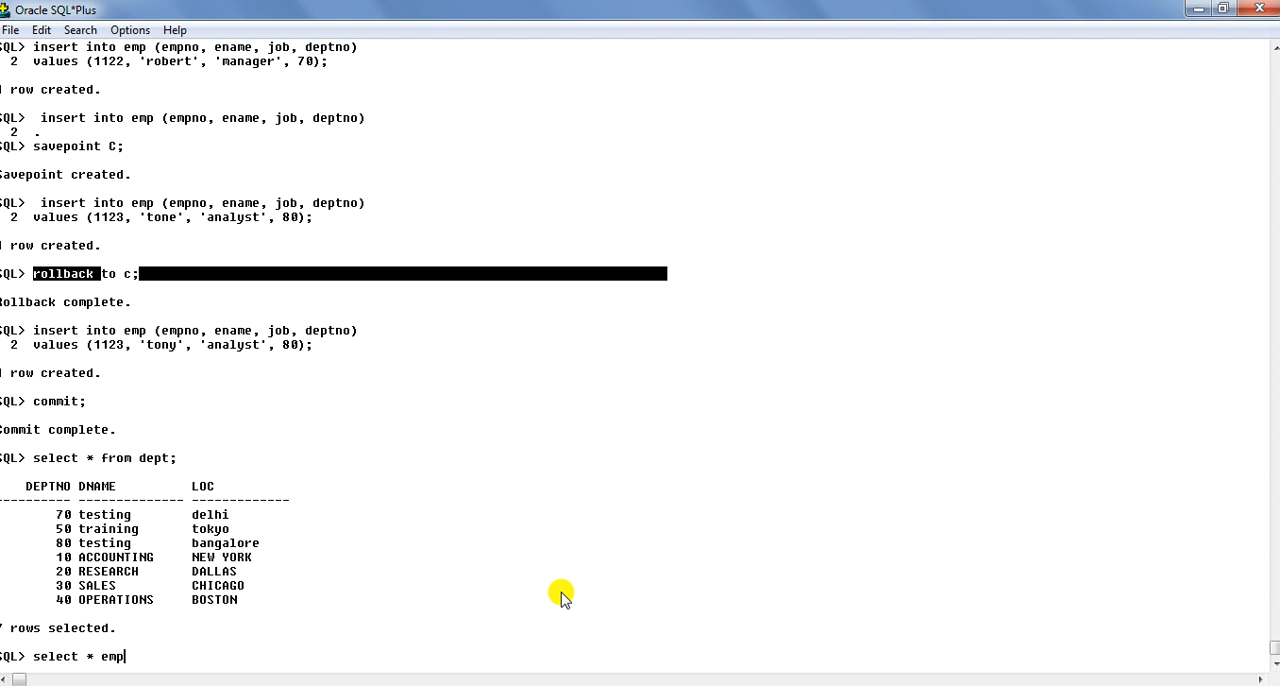 Oracle SQL*Plus
File Edit Search Options Help
SQL> insert into emp (empno, ename, job, deptno)
2 values (1122, 'robert', 'manager', 70);
1 row created.
SQL> insert into emp (empno, ename, job, deptno)
2 .
SQL> savepoint C;
Savepoint created.
SQL> insert into emp (empno, ename, job, deptno)
2 values (1123, 'tone', 'analyst', 80);
1 row created.
SQL> rollback to c;
Rollback complete.
SQL> insert into emp (empno, ename, job, deptno)
2 values (1123, 'tony', 'analyst', 80);
1 row created.
SQL> commit;
Commit complete.
SQL> select * from dept;
DEPTNO DNAME LOC
---------- -------------- -------------
70 testing delhi
50 training tokyo
80 testing bangalore
10 ACCOUNTING NEW YORK
20 RESEARCH DALLAS
30 SALES CHICAGO
40 OPERATIONS BOSTON
7 rows selected.
SQL> select * emp